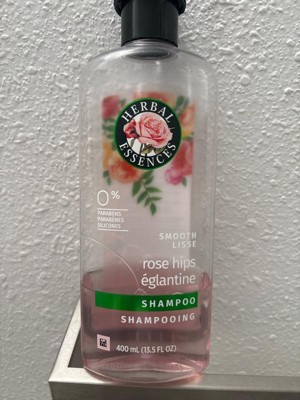 HERBAL
ESSENCES
0%
PARABENS
PARABÈNES
SILICONES
SMOOTH
LISSE
rose hips
églantine
SHAMPOO
SHAMPOOING
400 mL (13.5 FL OZ)